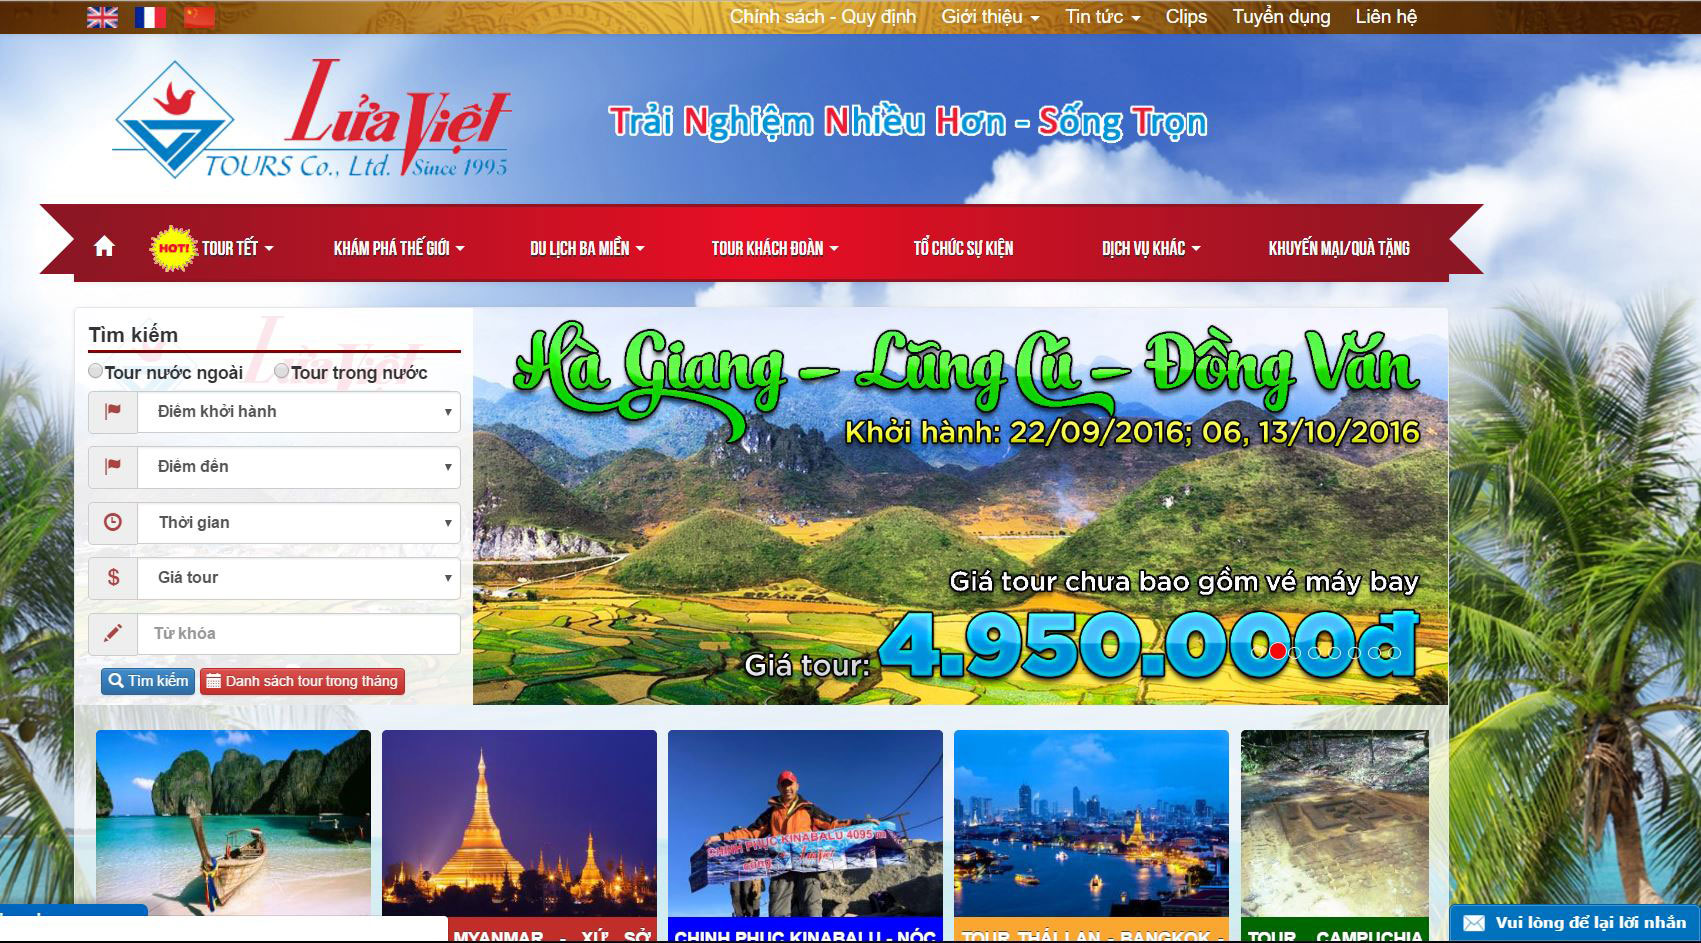 Chính sách - Quy định Giới thiệu Tin tức Clips Tuyển dụng Liên hệ
Lửa Việt
TOURS Co., Ltd. Since 1995
Trải Nghiệm Nhiều Hơn - Sống Trọn
HOT! TOUR TẾT KHÁM PHÁ THẾ GIỚI DU LỊCH BA MIỀN TOUR KHÁCH ĐOÀN TỔ CHỨC SỰ KIỆN DỊCH VỤ KHÁC KHUYẾN MẠI/QUÀ TẶNG
Tìm kiếm
Tour nước ngoài Tour trong nước
Điểm khởi hành
Điểm đến
Thời gian
Giá tour
Từ khóa
Tìm kiếm Danh sách tour trong tháng
Hà Giang - Lũng Cú - Đồng Văn
Khởi hành: 22/09/2016; 06, 13/10/2016
Giá tour chưa bao gồm vé máy bay
Giá tour: 4.950.000đ
CHINH PHỤC KINABALU 4095 m
cùng Lửa Việt
MYANMAR - XỨ SỞ
CHINH PHỤC KINABALU - NÓC
TOUR THÁI LAN - BANGKOK -
TOUR CAMPUCHIA
Vui lòng để lại lời nhắn